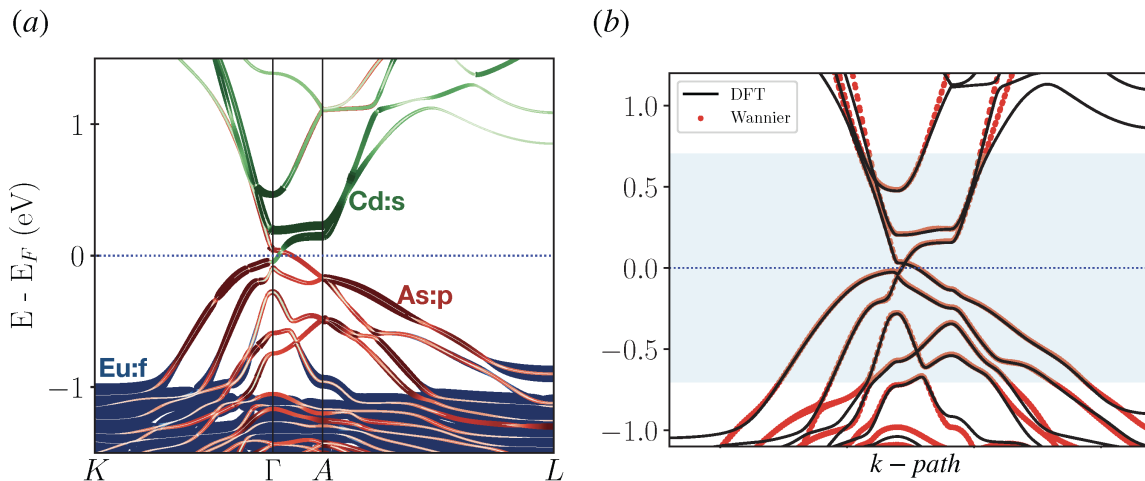 (a)
(b)
E - E_F (eV)
1
0
−1
Cd:s
As:p
Eu:f
K
Γ
A
L
1.0
0.5
0.0
−0.5
−1.0
DFT
Wannier
k − path